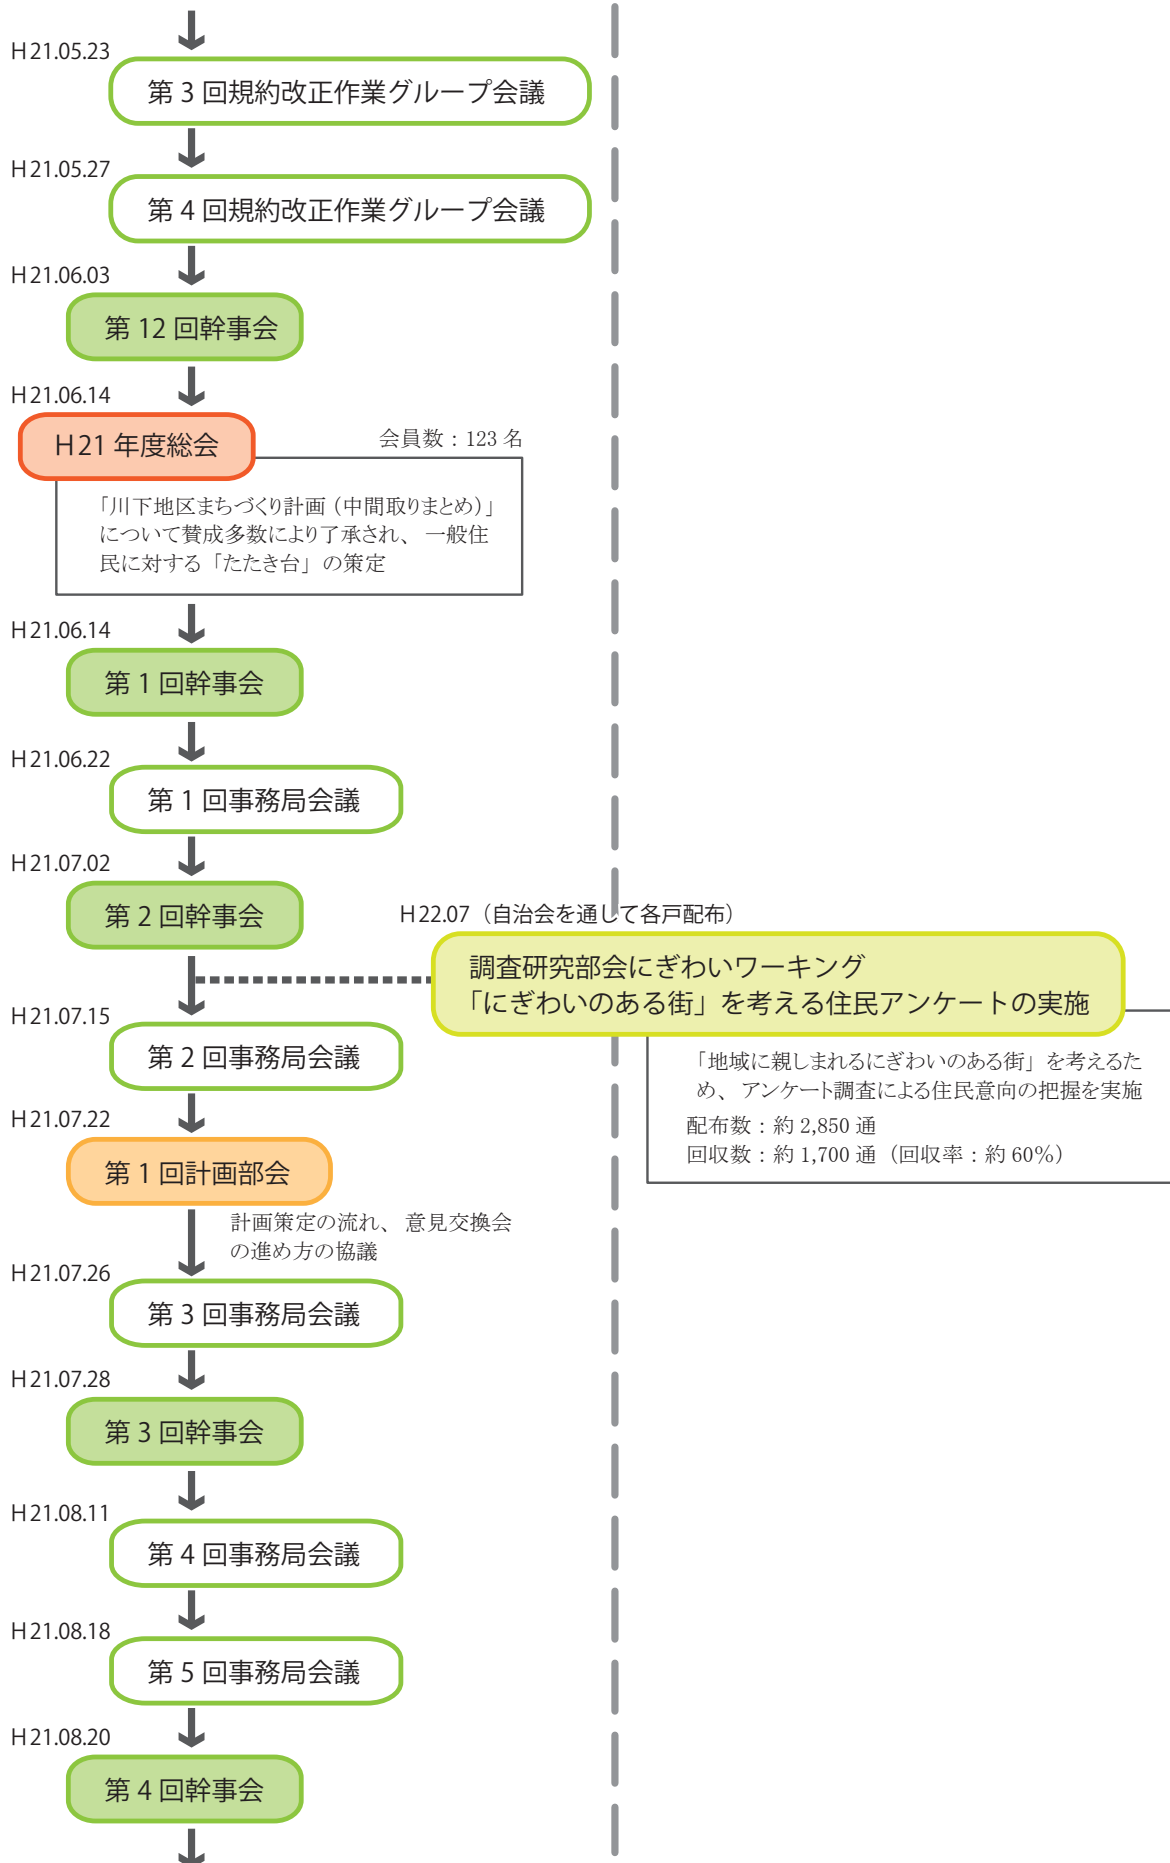 H21.05.23
第3回規約改正作業グループ会議
H21.05.27
第4回規約改正作業グループ会議
H21.06.03
第12回幹事会
H21.06.14
H21年度総会
会員数：123名
「川下地区まちづくり計画（中間取りまとめ）」
について賛成多数により了承され、一般住
民に対する「たたき台」の策定
H21.06.14
第1回幹事会
H21.06.22
第1回事務局会議
H21.07.02
第2回幹事会
H22.07（自治会を通して各戸配布）
調査研究部会にぎわいワーキング
「にぎわいのある街」を考える住民アンケートの実施
「地域に親しまれるにぎわいのある街」を考えるた
め、アンケート調査による住民意向の把握を実施
配布数：約2,850通
回収数：約1,700通（回収率：約60％）
H21.07.15
第2回事務局会議
H21.07.22
第1回計画部会
計画策定の流れ、意見交換会
の進め方の協議
H21.07.26
第3回事務局会議
H21.07.28
第3回幹事会
H21.08.11
第4回事務局会議
H21.08.18
第5回事務局会議
H21.08.20
第4回幹事会